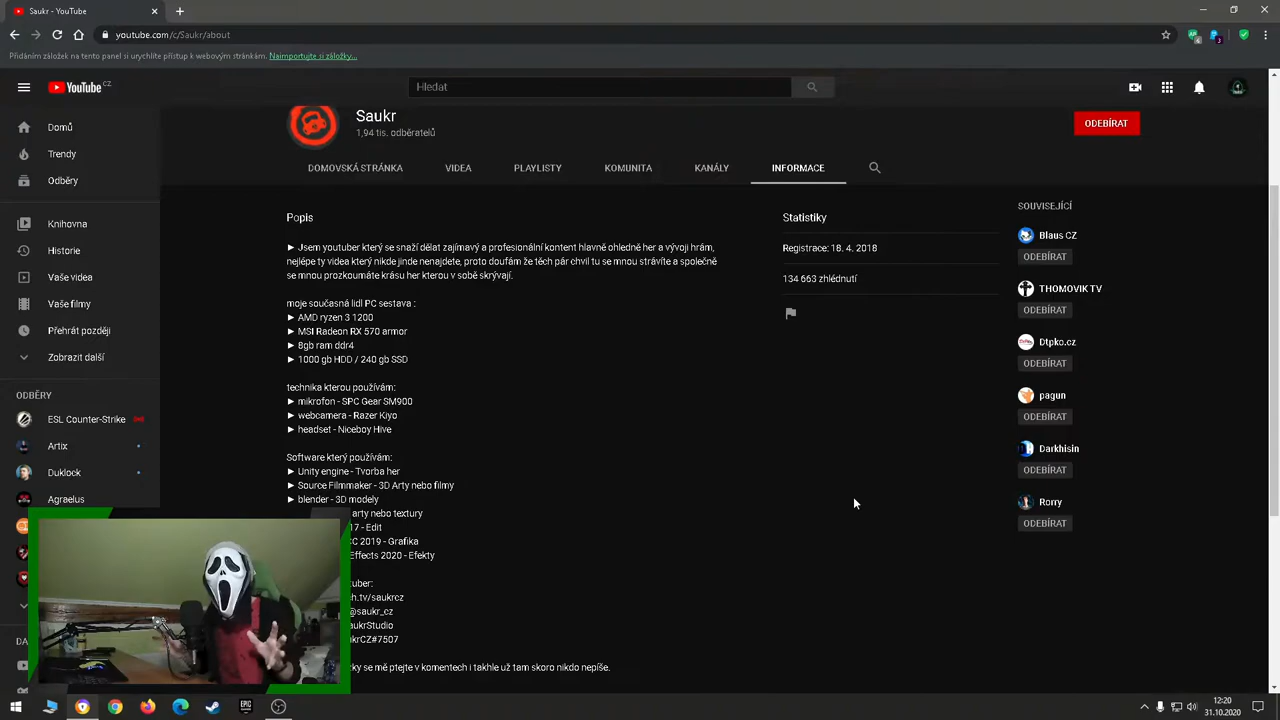 Saukr - YouTube
youtube.com/c/Saukr/about
Přidáním záložek na tento panel si urychlíte přístup k webovým stránkám. Naimportujte si záložky...
YouTube CZ
Hledat
Domů
Trendy
Odběry
Knihovna
Historie
Vaše videa
Vaše filmy
Přehrát později
Zobrazit další
ODBĚRY
ESL Counter-Strike
Artix
Duklock
Agraelus
DA
Saukr
1,94 tis. odběratelů
ODEBÍRAT
DOMOVSKÁ STRÁNKA
VIDEA
PLAYLISTY
KOMUNITA
KANÁLY
INFORMACE
Popis
► Jsem youtuber který se snaží dělat zajímavý a profesionální kontent hlavně ohledně her a vývoji hrám,
nejlépe ty videa který nikde jinde nenajdete, proto doufám že těch pár chvil tu se mnou strávíte a společně
se mnou prozkoumáte krásu her kterou v sobě skrývají.
moje současná lidl PC sestava :
► AMD ryzen 3 1200
► MSI Radeon RX 570 armor
► 8gb ram ddr4
► 1000 gb HDD / 240 gb SSD
technika kterou používám:
► mikrofon - SPC Gear SM900
► webcamera - Razer Kiyo
► headset - Niceboy Hive
Software který používám:
► Unity engine - Tvorba her
► Source Filmmaker - 3D Arty nebo filmy
► blender - 3D modely
arty nebo textury
17 - Edit
CC 2019 - Grafika
Effects 2020 - Efekty
tuber:
ch.tv/saukrcz
@saukr_cz
aukrStudio
krCZ#7507
zky se mě ptejte v komentech i takhle už tam skoro nikdo nepíše.
Statistiky
Registrace: 18. 4. 2018
134 663 zhlédnutí
SOUVISEJÍCÍ
Blaus CZ
ODEBÍRAT
THOMOVIK TV
ODEBÍRAT
Dtpko.cz
ODEBÍRAT
pagun
ODEBÍRAT
Darkhisin
ODEBÍRAT
Rorry
ODEBÍRAT
EPIC
12:20
31.10.2020